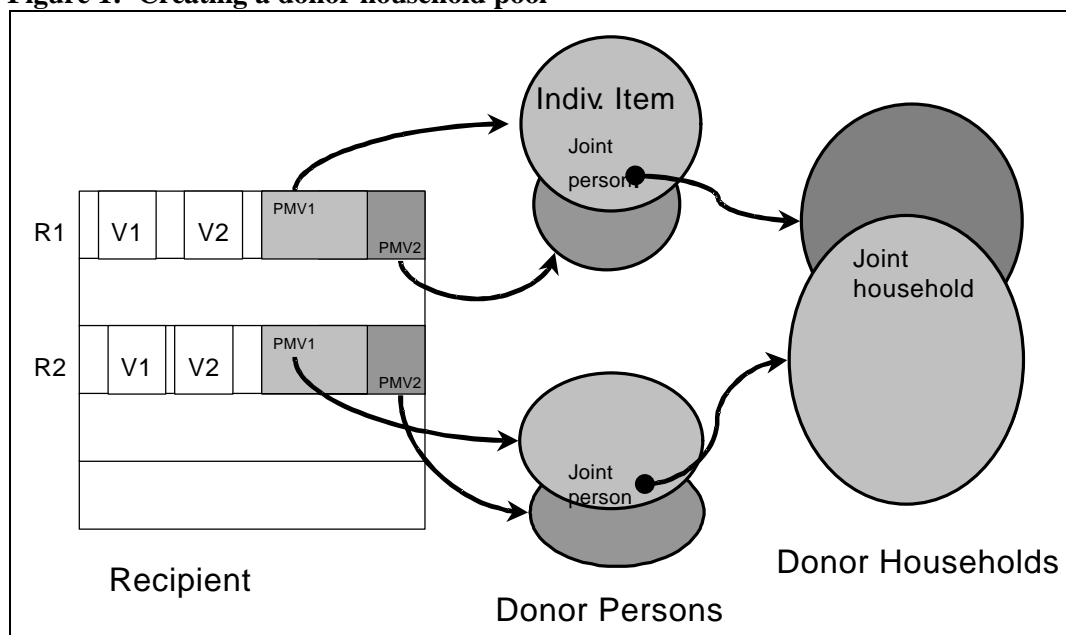 Figure 1: Creating a donor household pool
Indiv. Item
Joint
person
R1
V1
V2
PMV1
PMV2
Joint
household
R2
V1
V2
PMV1
PMV2
Joint
person
Recipient
Donor Persons
Donor Households